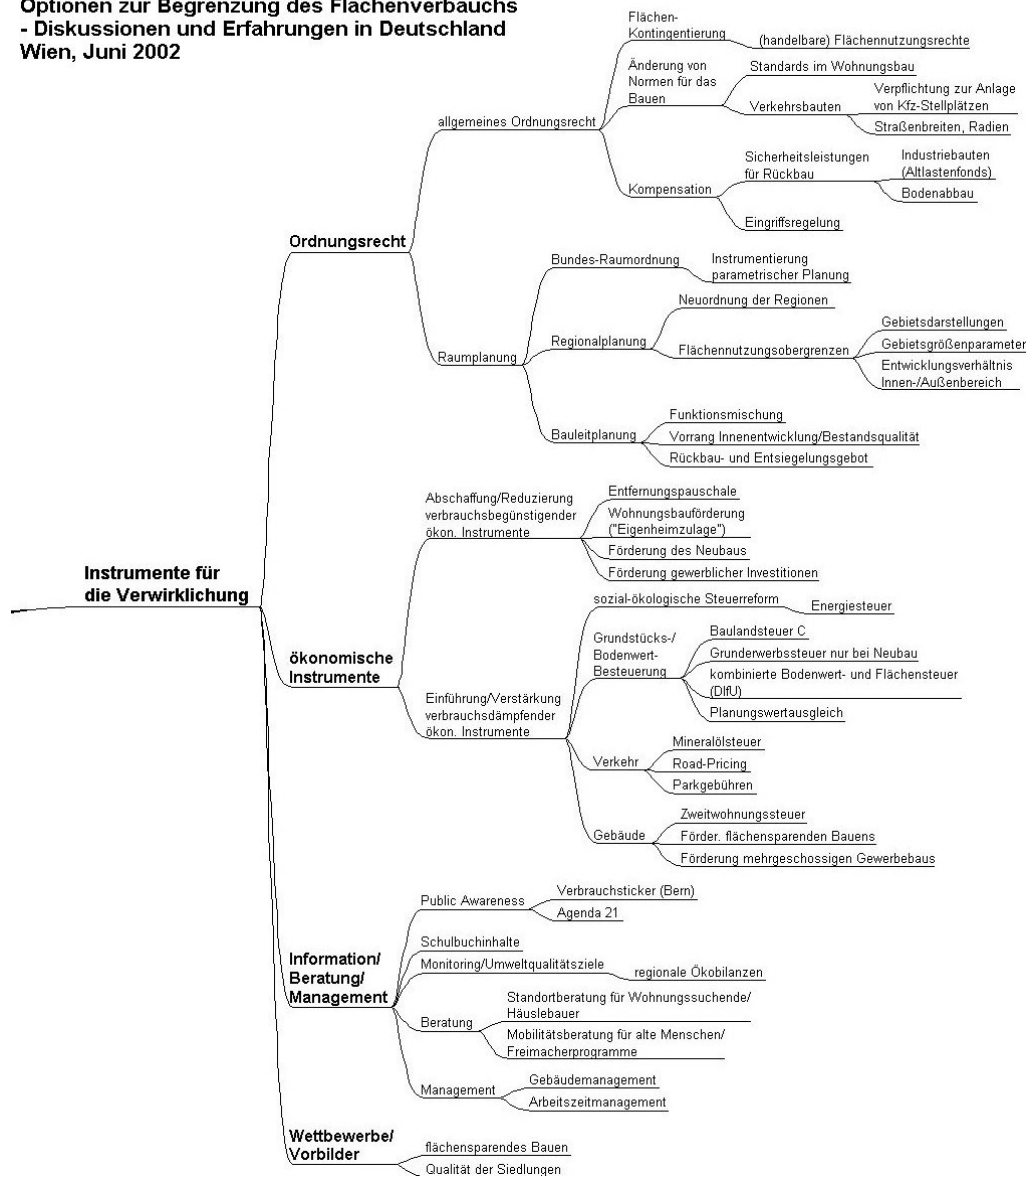 Optionen zur Begrenzung des Flächenverbauchs
- Diskussionen und Erfahrungen in Deutschland
Wien, Juni 2002
Instrumente für
die Verwirklichung
Ordnungsrecht
allgemeines Ordnungsrecht
Flächen-
Kontingentierung
(handelbare) Flächennutzungsrechte
Änderung von
Normen für das
Bauen
Standards im Wohnungsbau
Verkehrsbauten
Verpflichtung zur Anlage
von Kfz-Stellplätzen
Straßenbreiten, Radien
Kompensation
Sicherheitsleistungen
für Rückbau
Industriebauten
(Altlastenfonds)
Bodenabbau
Eingriffsregelung
Raumplanung
Bundes-Raumordnung
Instrumentierung
parametrischer Planung
Regionalplanung
Neuordnung der Regionen
Flächennutzungsobergrenzen
Gebietsdarstellungen
Gebietsgrößenparameter
Entwicklungsverhältnis
Innen-/Außenbereich
Bauleitplanung
Funktionsmischung
Vorrang Innenentwicklung/Bestandsqualität
Rückbau- und Entsiegelungsgebot
ökonomische
Instrumente
Abschaffung/Reduzierung
verbrauchsbegünstigender
ökon. Instrumente
Entfernungspauschale
Wohnungsbauförderung
("Eigenheimzulage")
Förderung des Neubaus
Förderung gewerblicher Investitionen
Einführung/Verstärkung
verbrauchsdämpfender
ökon. Instrumente
sozial-ökologische Steuerreform
Energiesteuer
Grundstücks-/
Bodenwert-
Besteuerung
Baulandsteuer C
Grunderwerbssteuer nur bei Neubau
kombinierte Bodenwert- und Flächensteuer
(DIfU)
Planungswertausgleich
Verkehr
Mineralölsteuer
Road-Pricing
Parkgebühren
Gebäude
Zweitwohnungssteuer
Förder. flächensparenden Bauens
Förderung mehrgeschossigen Gewerbebaus
Information/
Beratung/
Management
Public Awareness
Verbrauchsticker (Bern)
Agenda 21
Schulbuchinhalte
Monitoring/Umweltqualitätsziele
regionale Ökobilanzen
Beratung
Standortberatung für Wohnungssuchende/
Häuslebauer
Mobilitätsberatung für alte Menschen/
Freimacherprogramme
Management
Gebäudemanagement
Arbeitszeitmanagement
Wettbewerbe/
Vorbilder
flächensparendes Bauen
Qualität der Siedlungen